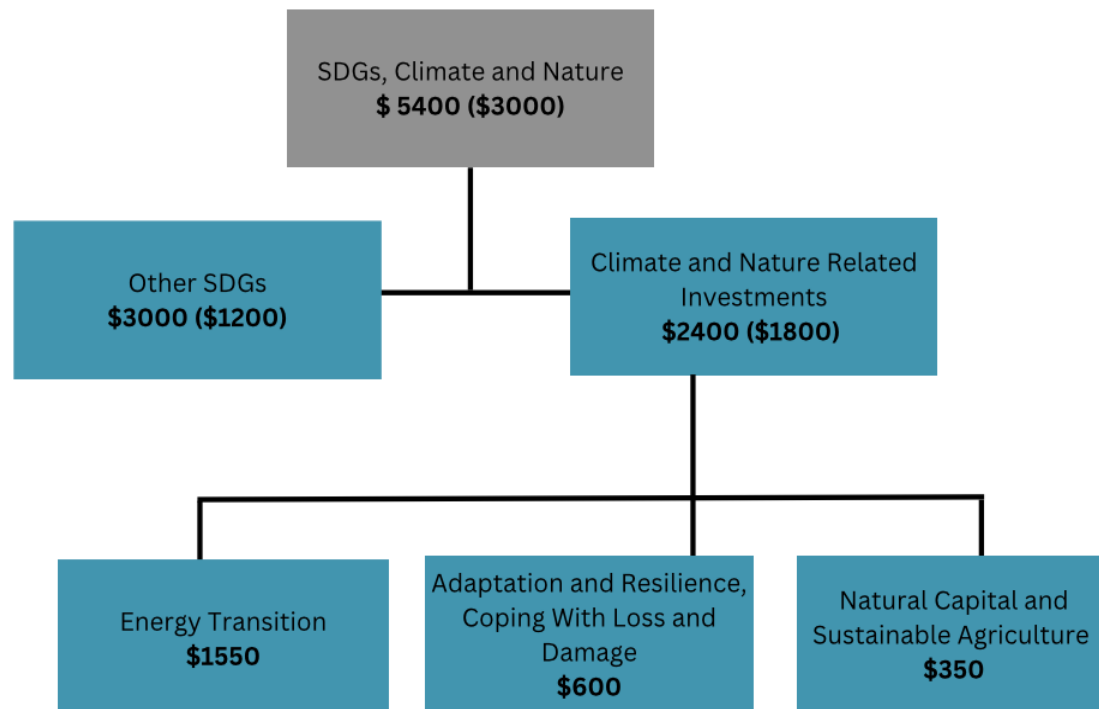 SDGs, Climate and Nature
$ 5400 ($3000)
Other SDGs
$3000 ($1200)
Climate and Nature Related
Investments
$2400 ($1800)
Energy Transition
$1550
Adaptation and Resilience,
Coping With Loss and
Damage
$600
Natural Capital and
Sustainable Agriculture
$350